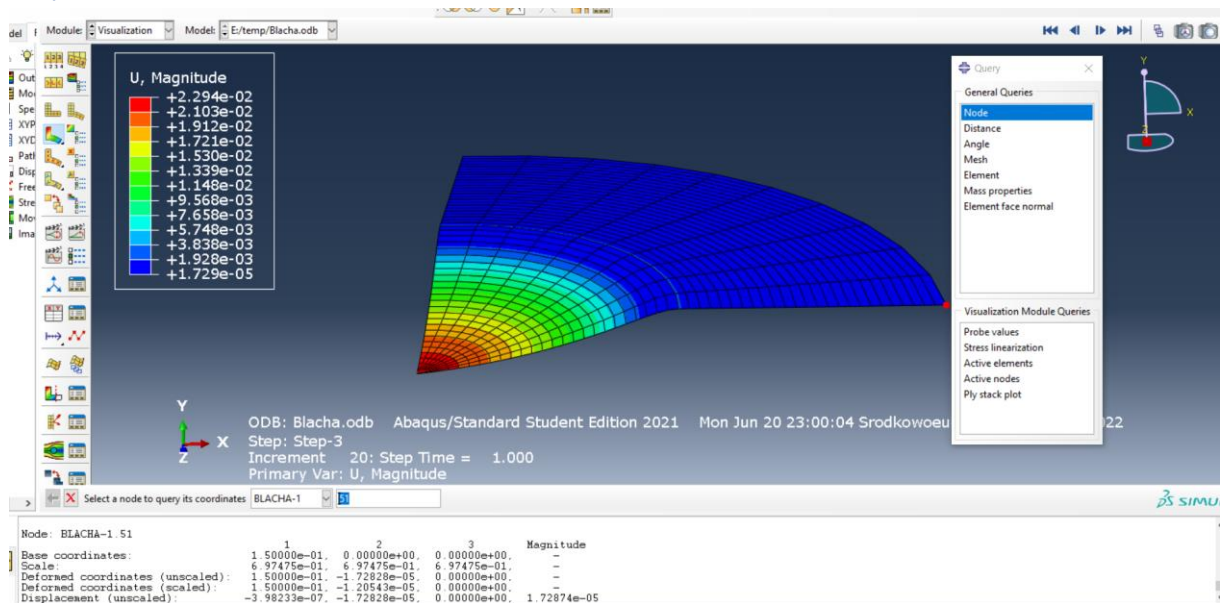 Module: Visualization Model: E:/temp/Blacha.odb
U, Magnitude
+2.294e-02
+2.103e-02
+1.912e-02
+1.721e-02
+1.530e-02
+1.339e-02
+1.148e-02
+9.568e-03
+7.658e-03
+5.748e-03
+3.838e-03
+1.928e-03
+1.729e-05
Query
General Queries
Node
Distance
Angle
Mesh
Element
Mass properties
Element face normal
Visualization Module Queries
Probe values
Stress linearization
Active elements
Active nodes
Ply stack plot
Y
X
Z
Y
X
Z
ODB: Blacha.odb Abaqus/Standard Student Edition 2021 Mon Jun 20 23:00:04 Srodkowoeu 22
Step: Step-3
Increment 20: Step Time = 1.000
Primary Var: U, Magnitude
Select a node to query its coordinates BLACHA-1 .51
SIMU
Node: BLACHA-1.51
1 2 3 Magnitude
Base coordinates: 1.50000e-01, 0.00000e+00, 0.00000e+00, -
Scale: 6.97475e-01, 6.97475e-01, 6.97475e-01, -
Deformed coordinates (unscaled): 1.50000e-01, -1.72828e-05, 0.00000e+00, -
Deformed coordinates (scaled): 1.50000e-01, -1.20543e-05, 0.00000e+00, -
Displacement (unscaled): -3.98233e-07, -1.72828e-05, 0.00000e+00, 1.72874e-05